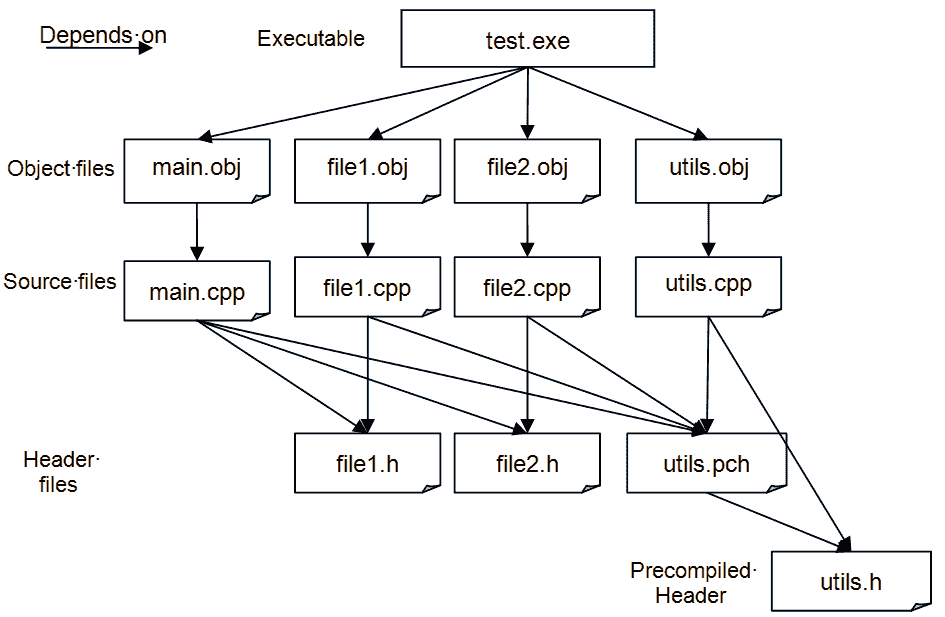 Depends·on
Executable
test.exe
Object·files
main.obj
file1.obj
file2.obj
utils.obj
Source·files
main.cpp
file1.cpp
file2.cpp
utils.cpp
Header·
files
file1.h
file2.h
utils.pch
Precompiled·
Header
utils.h